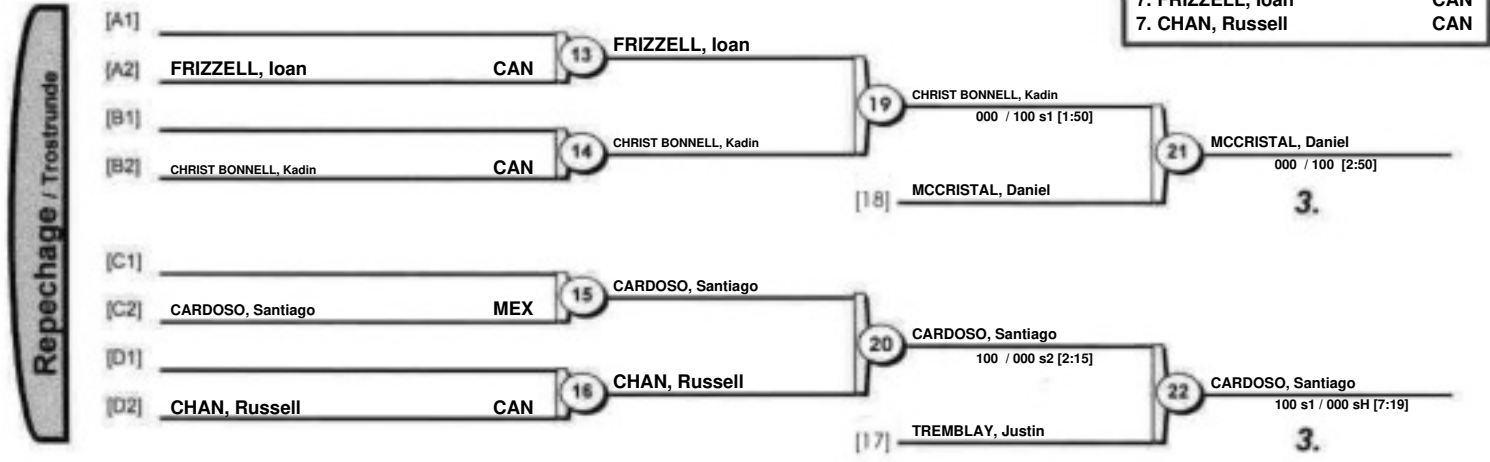 7. FRIZZELL, Ioan CAN
7. CHAN, Russell CAN
Repechage / Trostrunde
[A1]
[A2] FRIZZELL, Ioan CAN
13 FRIZZELL, Ioan
[B1]
[B2] CHRIST BONNELL, Kadin CAN
14 CHRIST BONNELL, Kadin
19 CHRIST BONNELL, Kadin
000 / 100 s1 [1:50]
[18] MCCRISTAL, Daniel
21 MCCRISTAL, Daniel
000 / 100 [2:50]
3.
[C1]
[C2] CARDOSO, Santiago MEX
15 CARDOSO, Santiago
[D1]
[D2] CHAN, Russell CAN
16 CHAN, Russell
20 CARDOSO, Santiago
100 / 000 s2 [2:15]
[17] TREMBLAY, Justin
22 CARDOSO, Santiago
100 s1 / 000 sH [7:19]
3.